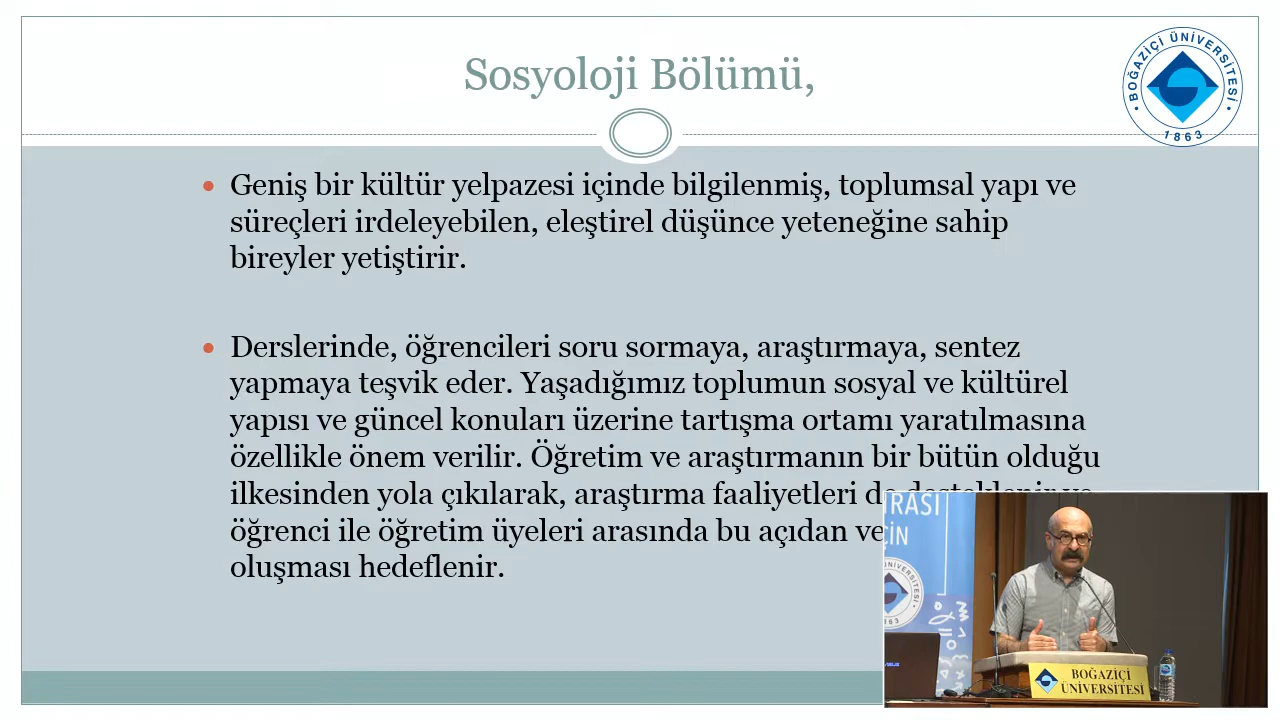 Sosyoloji Bölümü,
BOĞAZİÇİ ÜNİVERSİTESİ
1863
Geniş bir kültür yelpazesi içinde bilgilenmiş, toplumsal yapı ve
süreçleri irdeleyebilen, eleştirel düşünce yeteneğine sahip
bireyler yetiştirir.
Derslerinde, öğrencileri soru sormaya, araştırmaya, sentez
yapmaya teşvik eder. Yaşadığımız toplumun sosyal ve kültürel
yapısı ve güncel konuları üzerine tartışma ortamı yaratılmasına
özellikle önem verilir. Öğretim ve araştırmanın bir bütün olduğu
ilkesinden yola çıkılarak, araştırma faaliyetleri de desteklenir ve
öğrenci ile öğretim üyeleri arasında bu açıdan
oluşması hedeflenir.
BOĞAZİÇİ
ÜNİVERSİTESİ